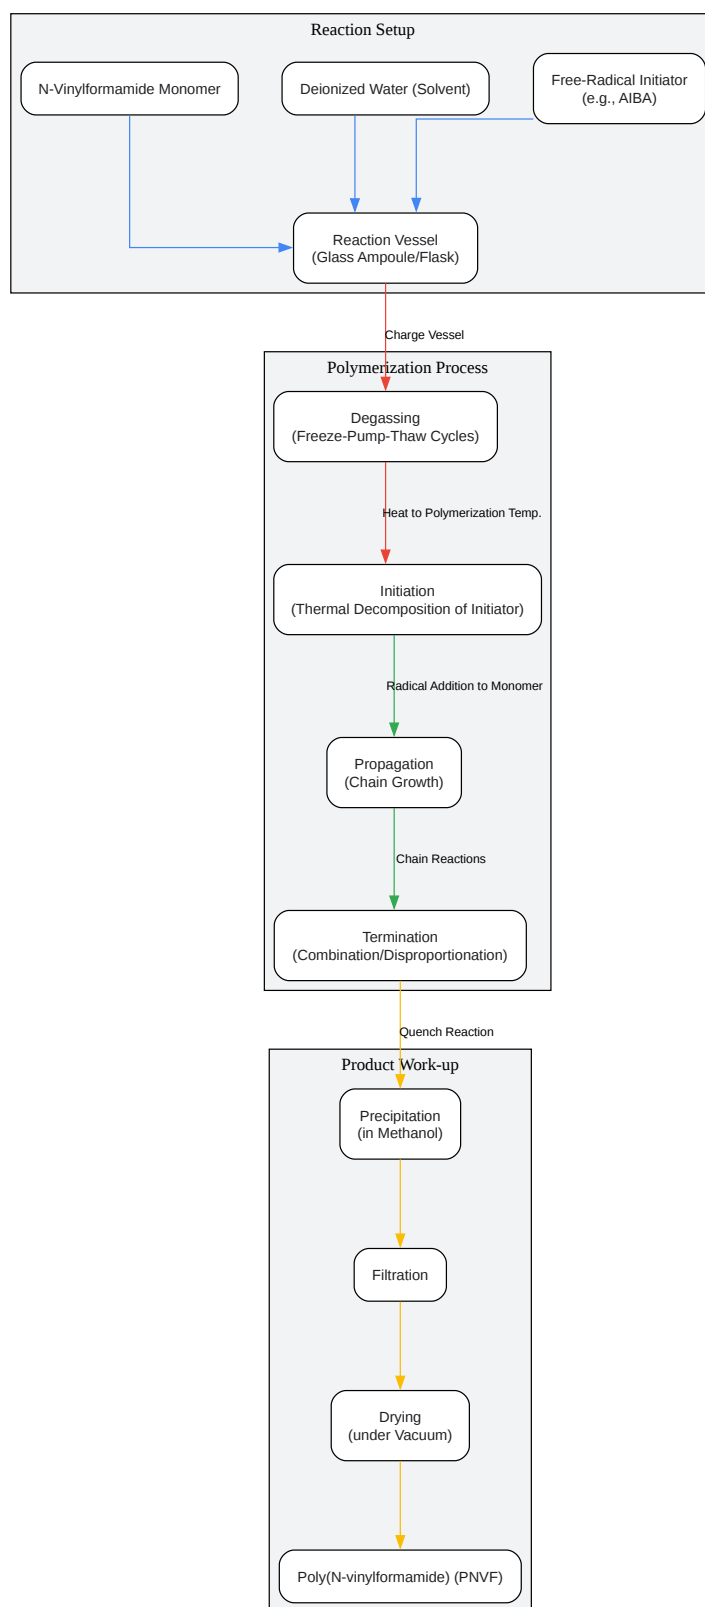 Reaction Setup
N-Vinylformamide Monomer
Deionized Water (Solvent)
Free-Radical Initiator
(e.g., AIBA)
Reaction Vessel
(Glass Ampoule/Flask)
Charge Vessel
Polymerization Process
Degassing
(Freeze-Pump-Thaw Cycles)
Heat to Polymerization Temp.
Initiation
(Thermal Decomposition of Initiator)
Radical Addition to Monomer
Propagation
(Chain Growth)
Chain Reactions
Termination
(Combination/Disproportionation)
Quench Reaction
Product Work-up
Precipitation
(in Methanol)
Filtration
Drying
(under Vacuum)
Poly(N-vinylformamide) (PNVF)